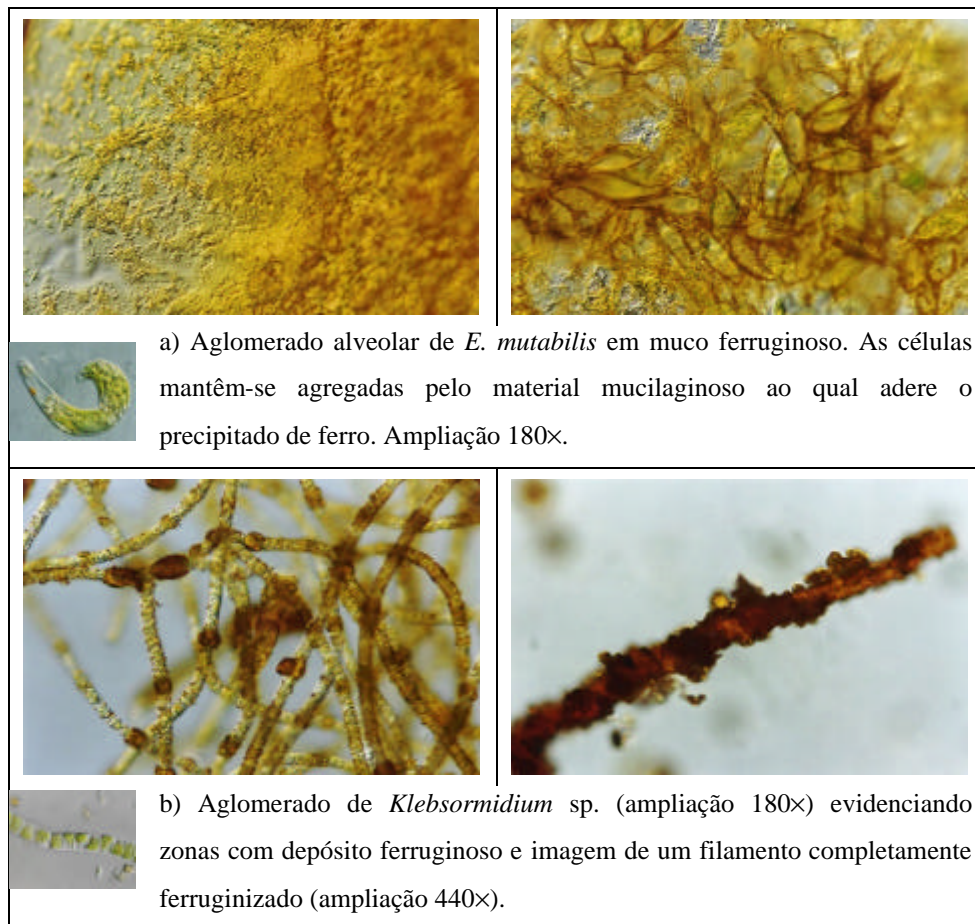 a) Aglomerado alveolar de E. mutabilis em muco ferruginoso. As células
mantêm-se agregadas pelo material mucilaginoso ao qual adere o
precipitado de ferro. Ampliação 180×.
b) Aglomerado de Klebsormidium sp. (ampliação 180×) evidenciando
zonas com depósito ferruginoso e imagem de um filamento completamente
ferruginizado (ampliação 440×).